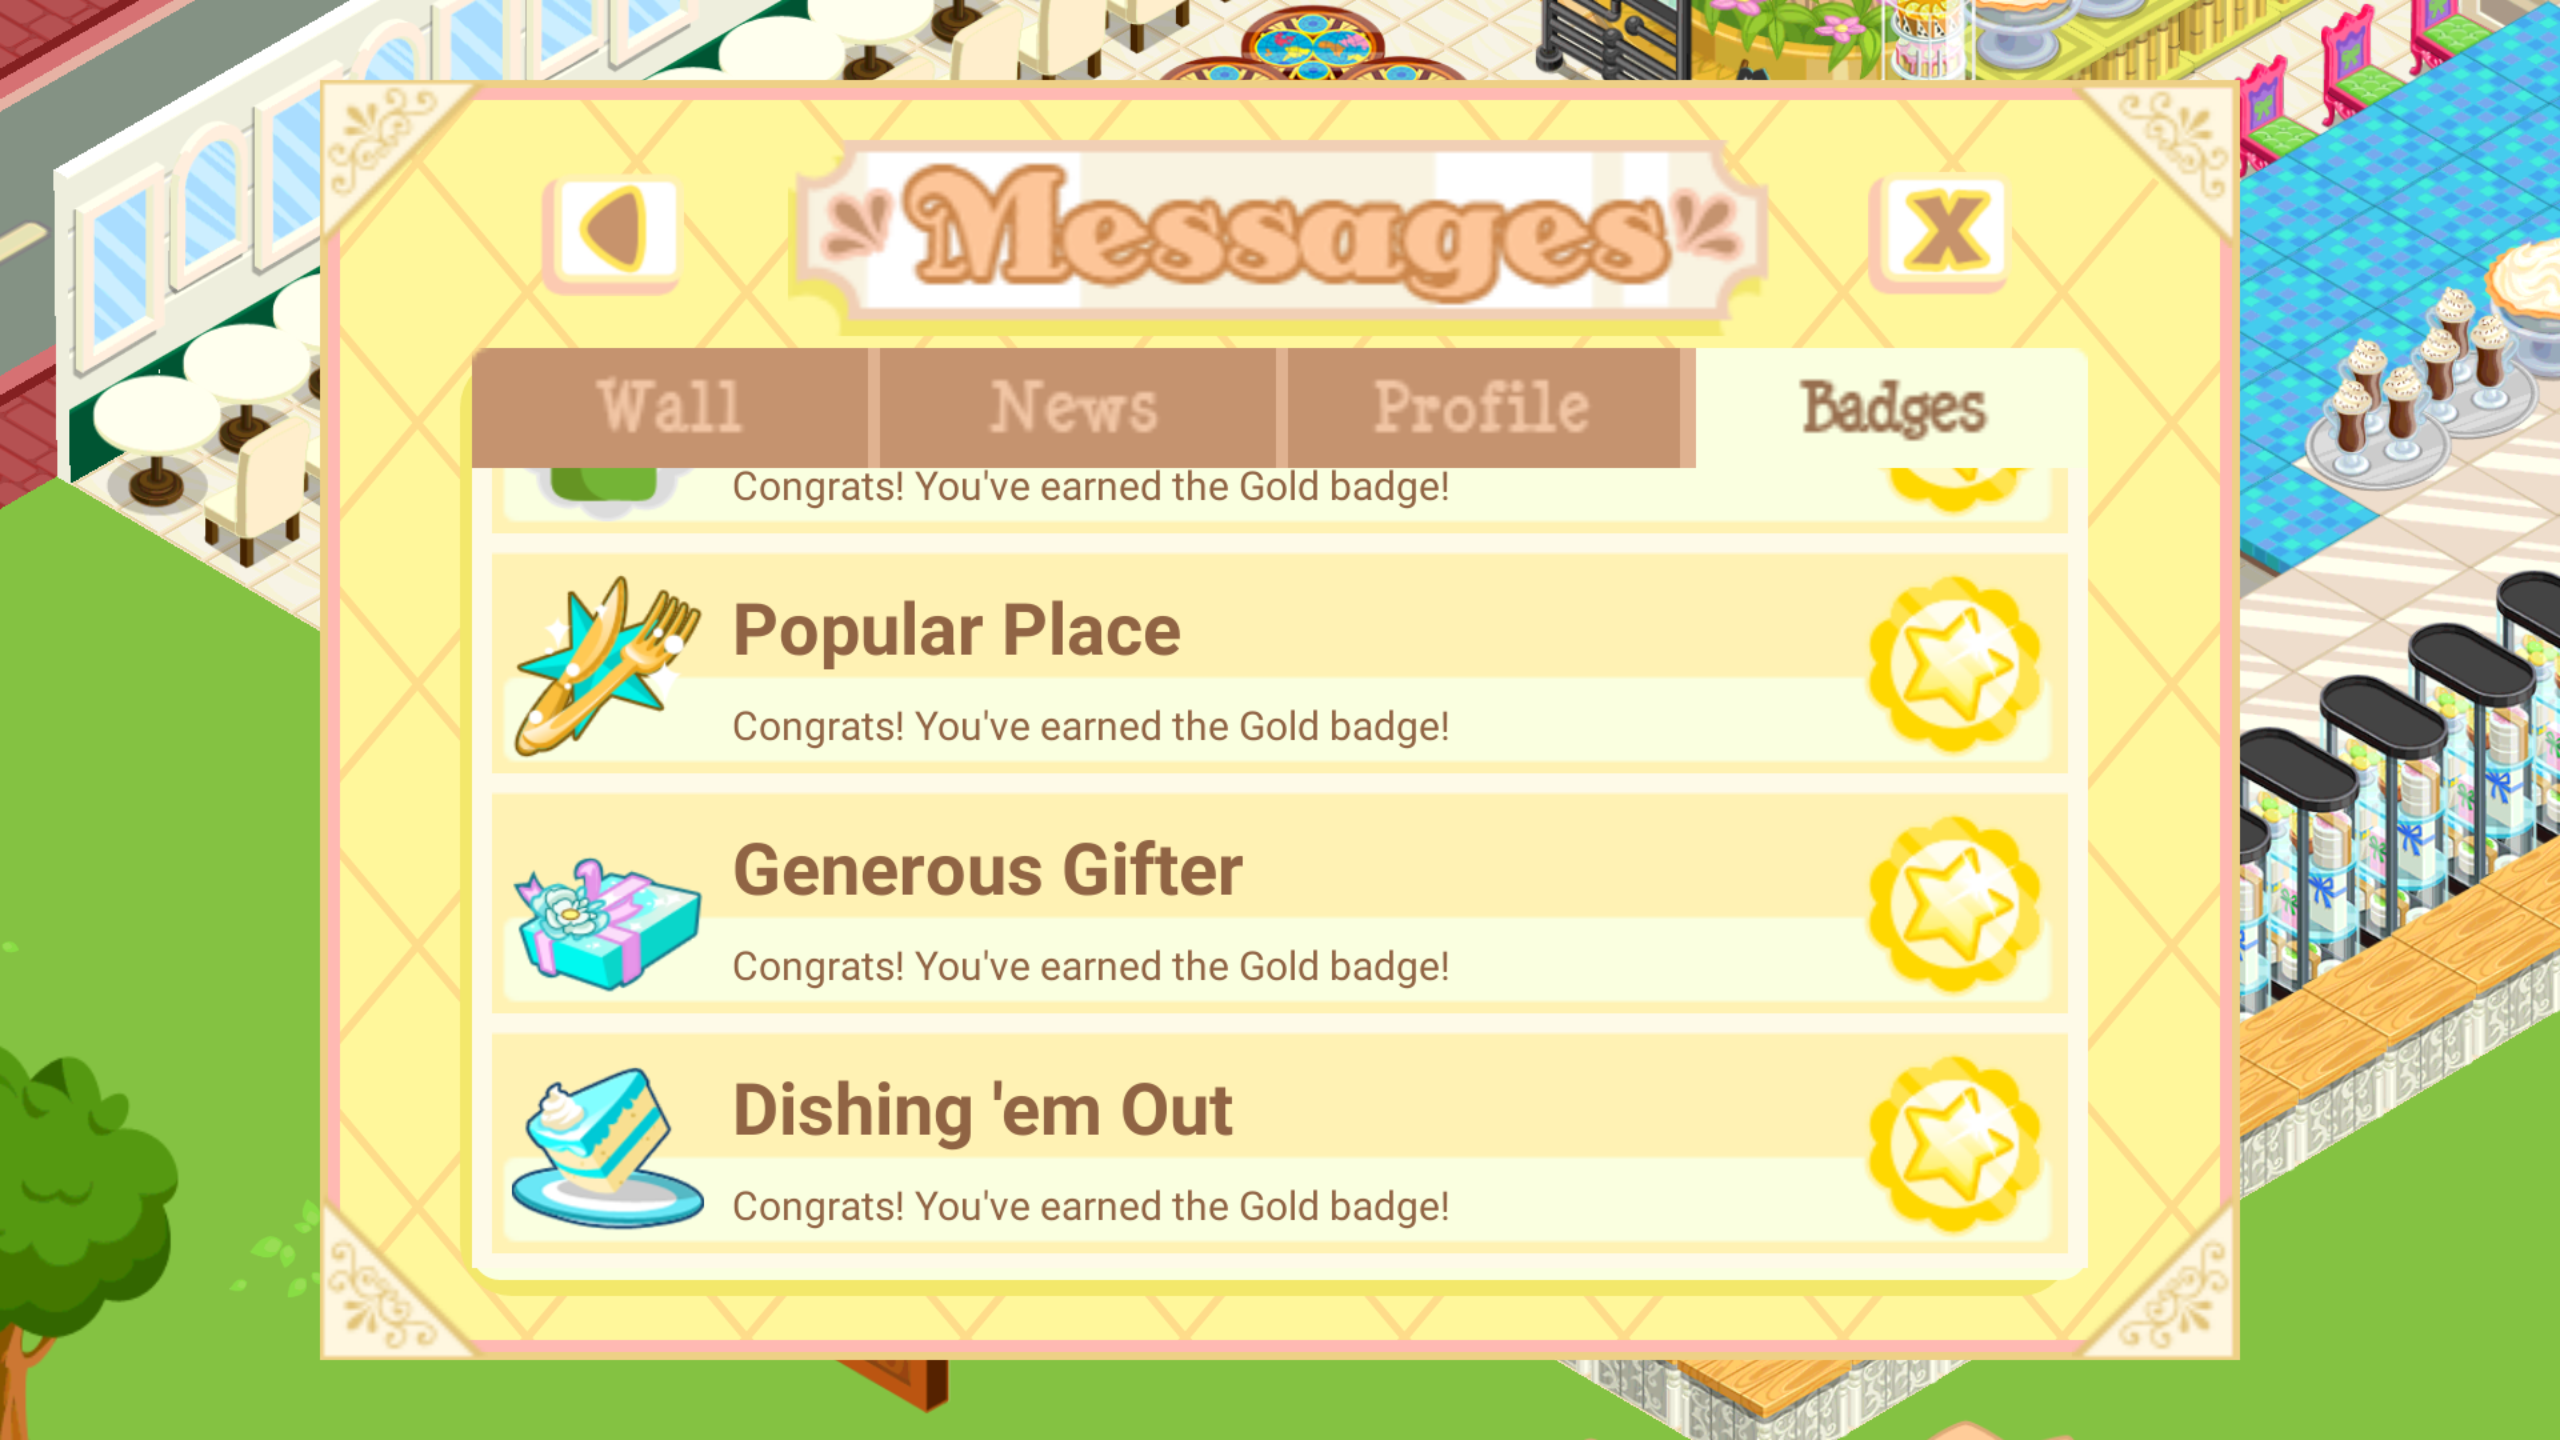 Messages
Wall
News
Profile
Badges
Congrats! You've earned the Gold badge!
Popular Place
Congrats! You've earned the Gold badge!
Generous Gifter
Congrats! You've earned the Gold badge!
Dishing 'em Out
Congrats! You've earned the Gold badge!